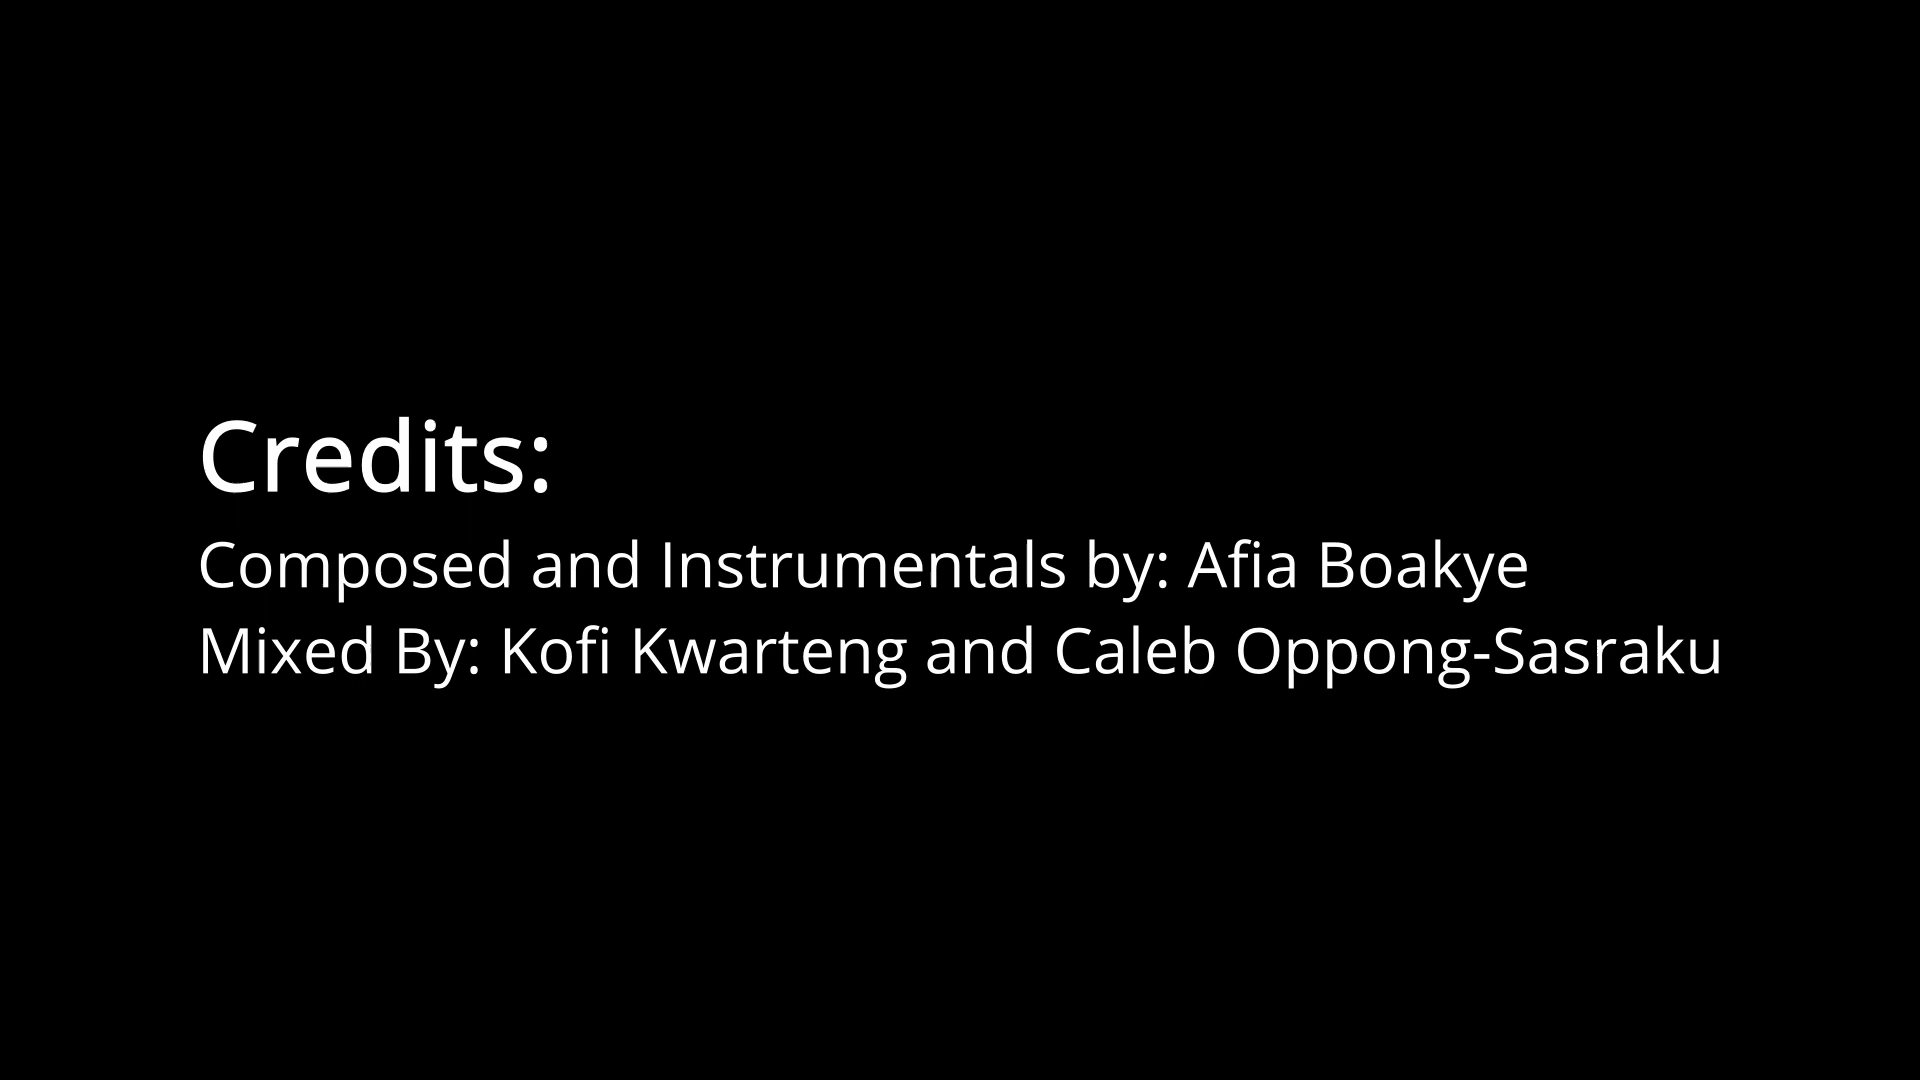 Credits:
Composed and Instrumentals by: Afia Boakye
Mixed By: Kofi Kwarteng and Caleb Oppong-Sasraku